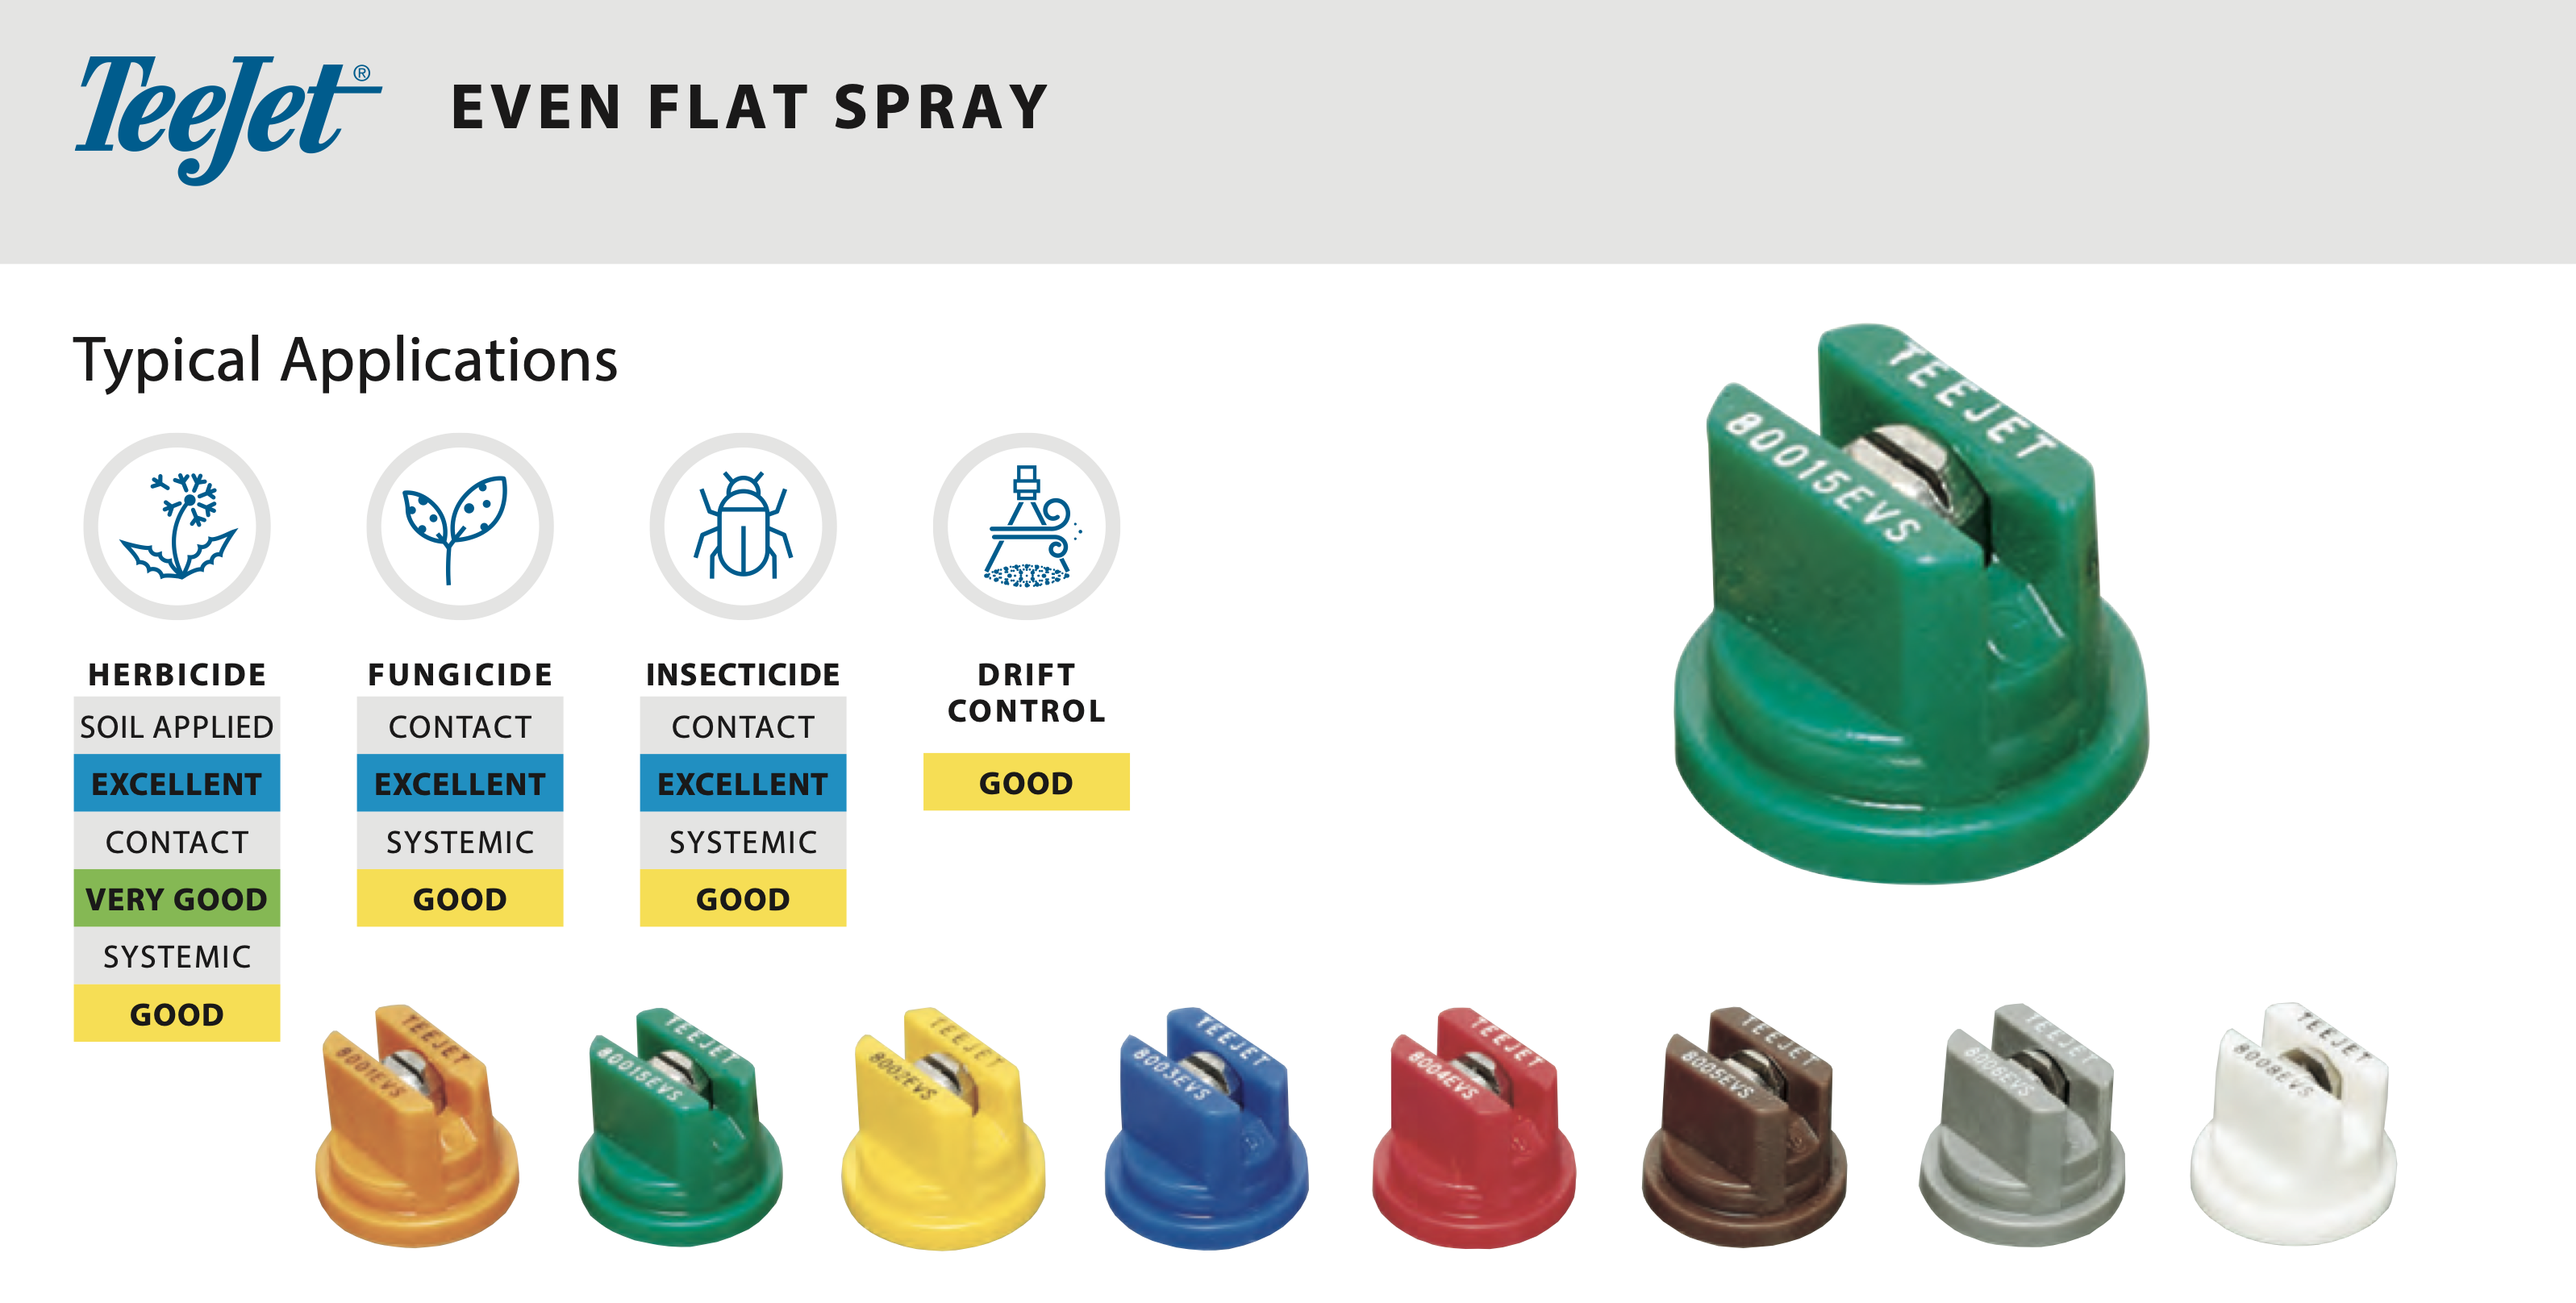 TeeJet®
EVEN FLAT SPRAY
Typical Applications
HERBICIDE
SOIL APPLIED
EXCELLENT
CONTACT
VERY GOOD
SYSTEMIC
GOOD
FUNGICIDE
CONTACT
EXCELLENT
SYSTEMIC
GOOD
INSECTICIDE
CONTACT
EXCELLENT
SYSTEMIC
GOOD
DRIFT
CONTROL
GOOD
TEEJET
80015EVS
TEEJET
8001EVS
TEEJET
80015EVS
TEEJET
8002EVS
TEEJET
8003EVS
TEEJET
8004EVS
TEEJET
8005EVS
TEEJET
8006EVS
TEEJET
8008EVS